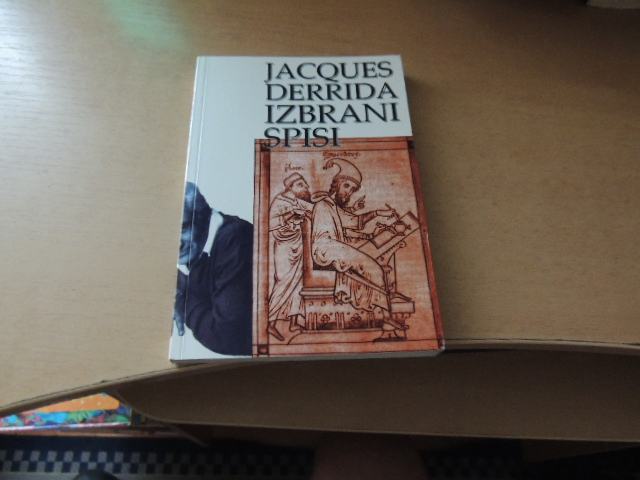 JACQUES
DERRIDA
IZBRANI
SPISI